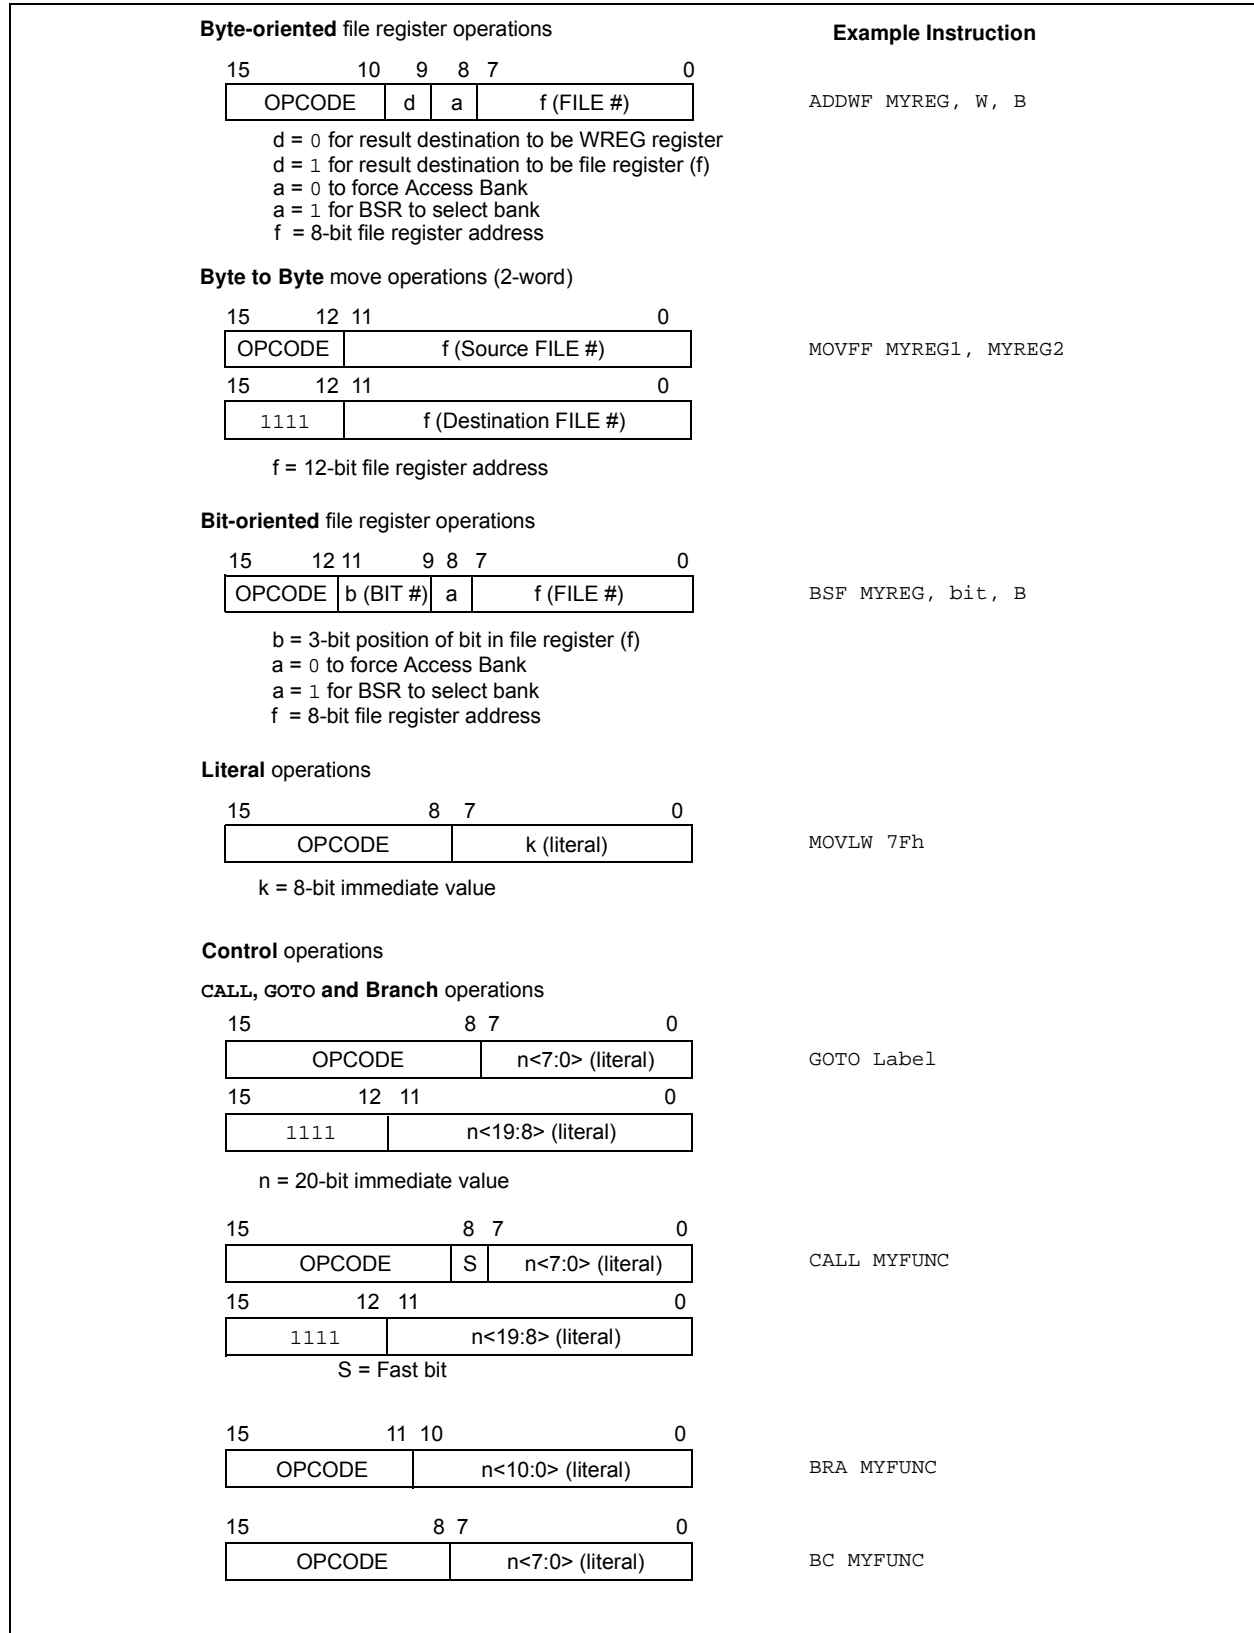 Byte-oriented file register operations
Example Instruction
15 10 9 8 7 0
OPCODE d a f (FILE #)
ADDWF MYREG, W, B
d = 0 for result destination to be WREG register
d = 1 for result destination to be file register (f)
a = 0 to force Access Bank
a = 1 for BSR to select bank
f = 8-bit file register address
Byte to Byte move operations (2-word)
15 12 11 0
OPCODE f (Source FILE #)
MOVFF MYREG1, MYREG2
15 12 11 0
1111 f (Destination FILE #)
f = 12-bit file register address
Bit-oriented file register operations
15 12 11 9 8 7 0
OPCODE b (BIT #) a f (FILE #)
BSF MYREG, bit, B
b = 3-bit position of bit in file register (f)
a = 0 to force Access Bank
a = 1 for BSR to select bank
f = 8-bit file register address
Literal operations
15 8 7 0
OPCODE k (literal)
MOVLW 7Fh
k = 8-bit immediate value
Control operations
CALL, GOTO and Branch operations
15 8 7 0
OPCODE n<7:0> (literal)
GOTO Label
15 12 11 0
1111 n<19:8> (literal)
n = 20-bit immediate value
15 8 7 0
OPCODE S n<7:0> (literal)
CALL MYFUNC
15 12 11 0
1111 n<19:8> (literal)
S = Fast bit
15 11 10 0
OPCODE n<10:0> (literal)
BRA MYFUNC
15 8 7 0
OPCODE n<7:0> (literal)
BC MYFUNC